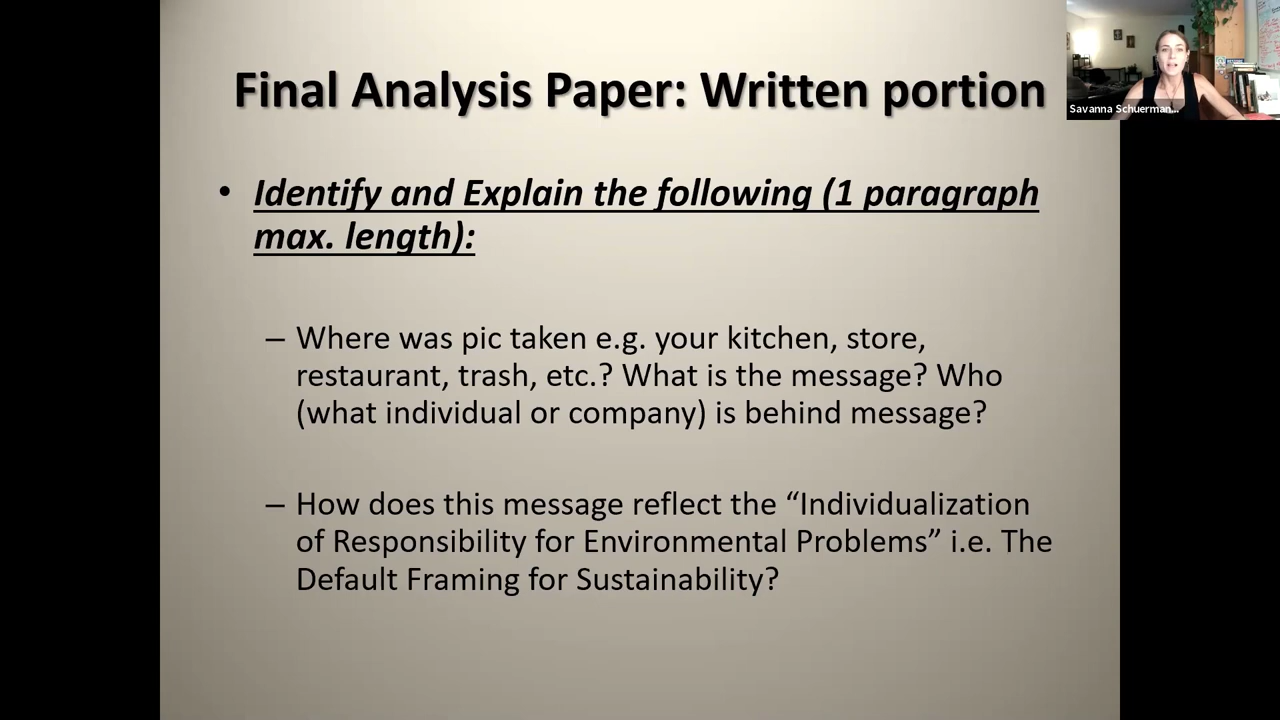 Final Analysis Paper: Written portion
Savanna Schuerman...
• Identify and Explain the following (1 paragraph
max. length):
– Where was pic taken e.g. your kitchen, store,
restaurant, trash, etc.? What is the message? Who
(what individual or company) is behind message?
– How does this message reflect the “Individualization
of Responsibility for Environmental Problems” i.e. The
Default Framing for Sustainability?